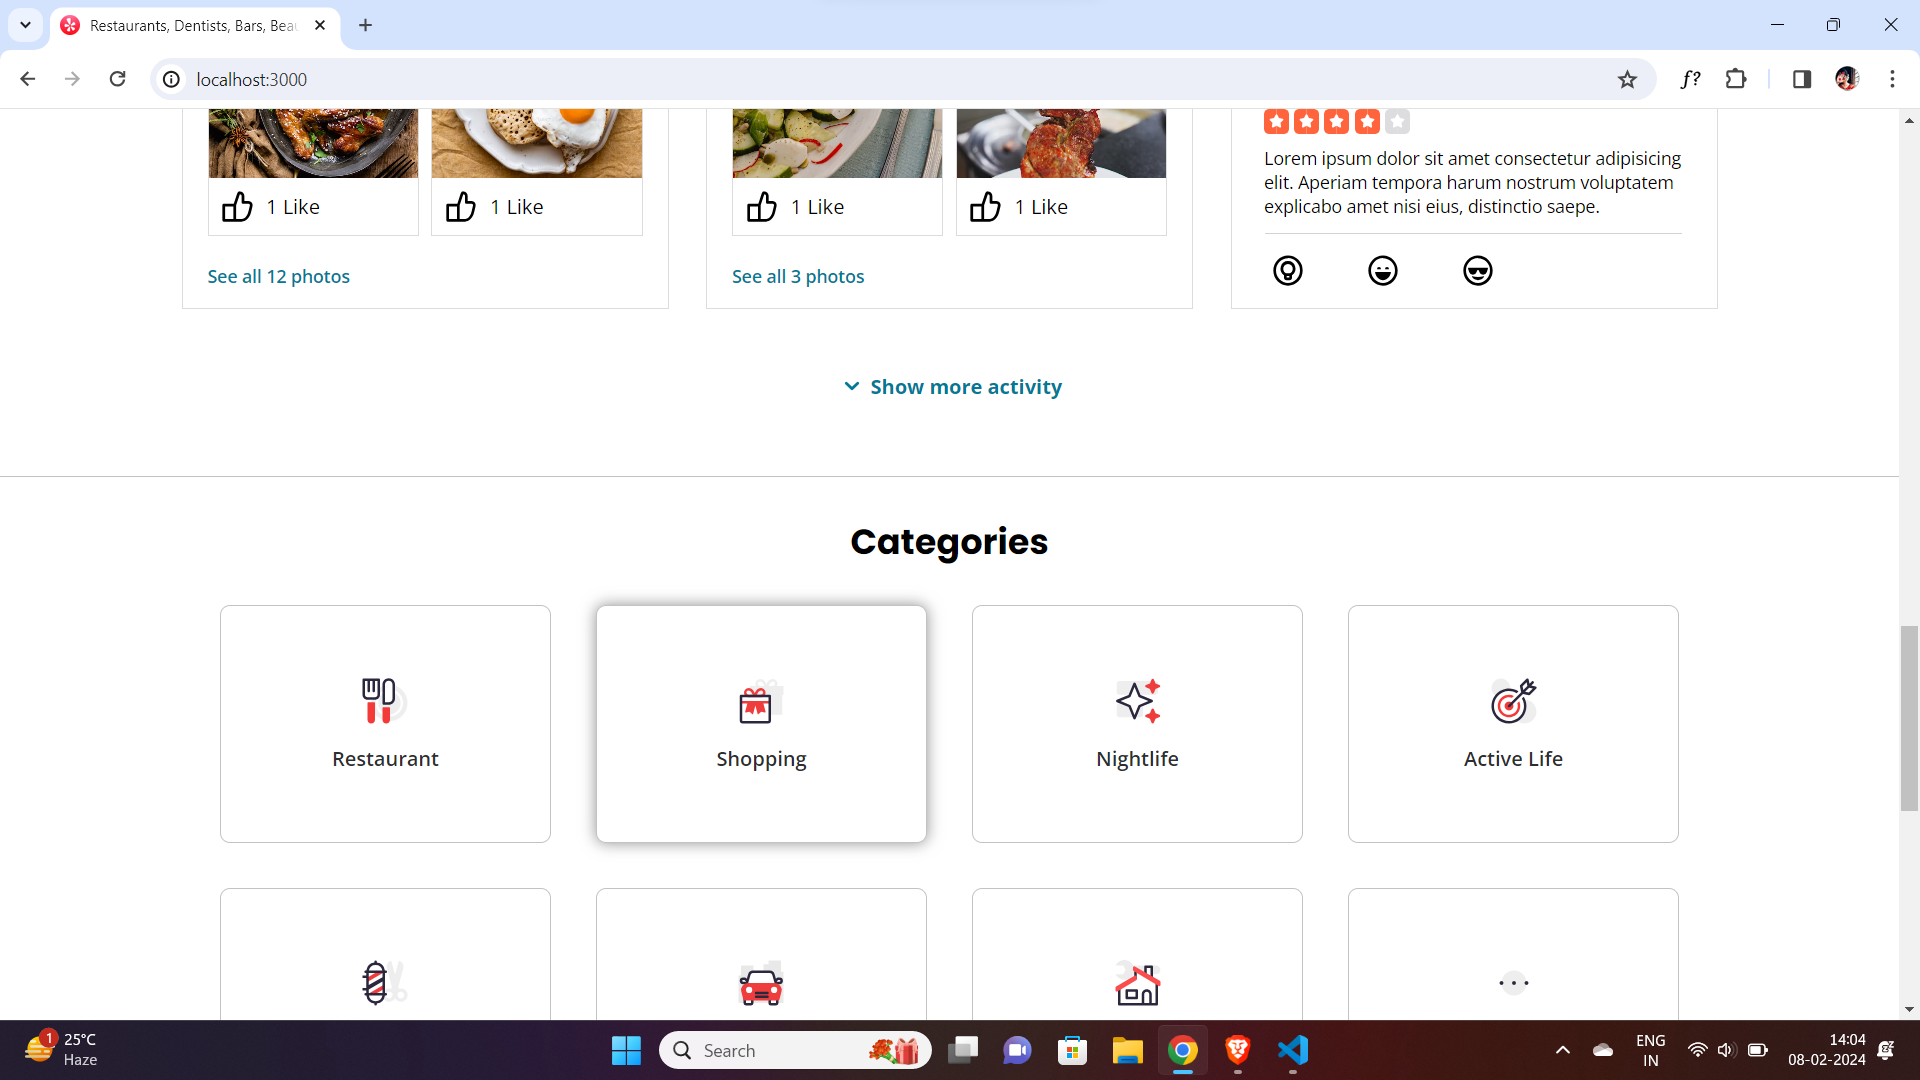 Restaurants, Dentists, Bars, Beau
localhost:3000
f?
Lorem ipsum dolor sit amet consectetur adipisicing
elit. Aperiam tempora harum nostrum voluptatem
explicabo amet nisi eius, distinctio saepe.
1 Like
1 Like
1 Like
1 Like
See all 12 photos
See all 3 photos
Show more activity
Categories
Restaurant
Shopping
Nightlife
Active Life
1
25°C
Haze
Search
ENG
IN
14:04
08-02-2024